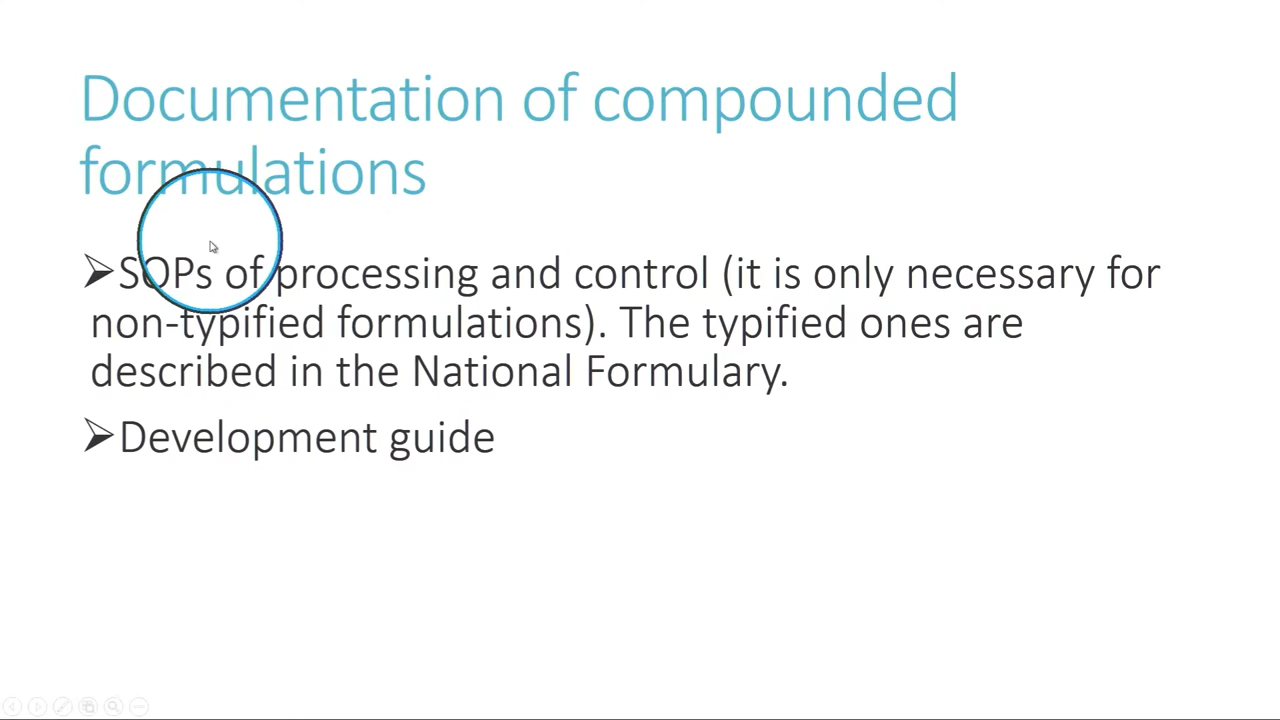 Documentation of compounded
formulations
➢SOPs of processing and control (it is only necessary for
non-typified formulations). The typified ones are
described in the National Formulary.
➢Development guide